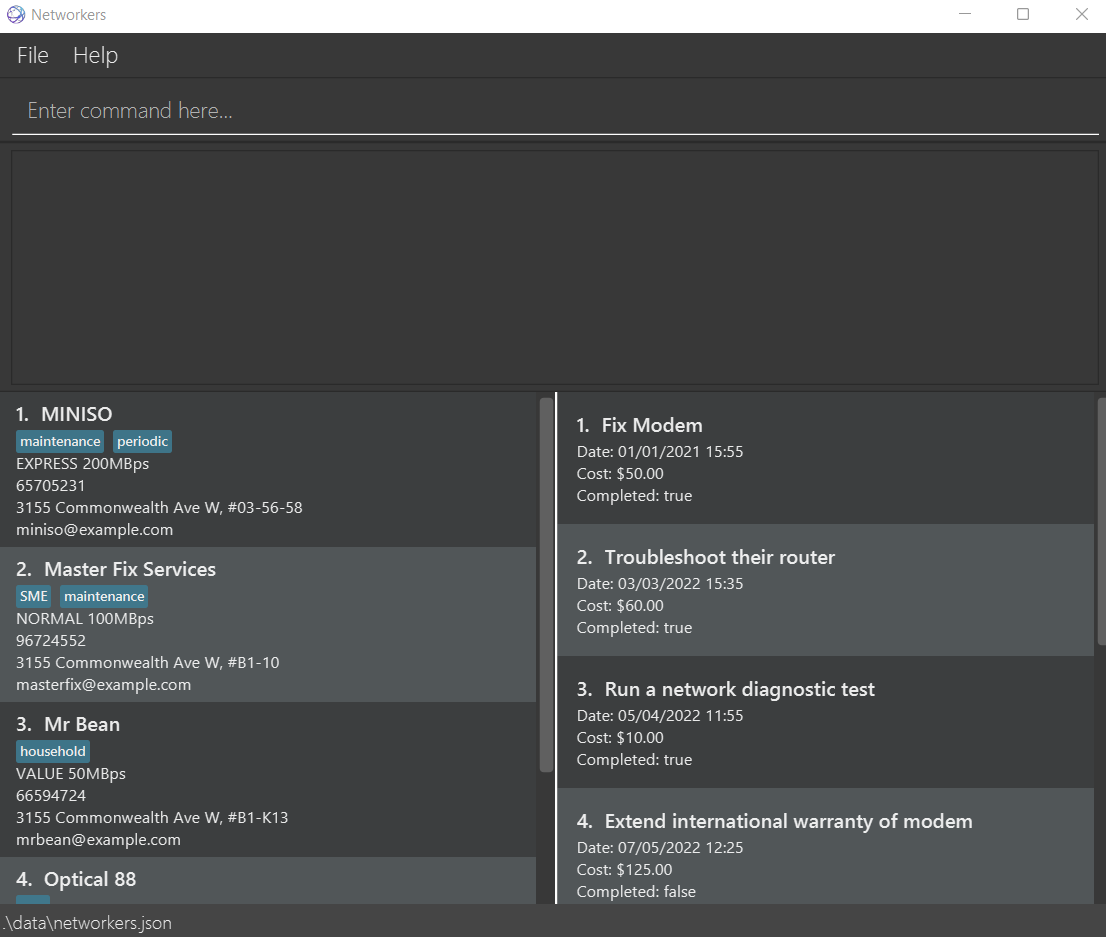 Networkers
File Help
Enter command here...
1. MINISO
maintenance periodic
EXPRESS 200MBps
65705231
3155 Commonwealth Ave W, #03-56-58
miniso@example.com
2. Master Fix Services
SME maintenance
NORMAL 100MBps
96724552
3155 Commonwealth Ave W, #B1-10
masterfix@example.com
3. Mr Bean
household
VALUE 50MBps
66594724
3155 Commonwealth Ave W, #B1-K13
mrbean@example.com
4. Optical 88
1. Fix Modem
Date: 01/01/2021 15:55
Cost: $50.00
Completed: true
2. Troubleshoot their router
Date: 03/03/2022 15:35
Cost: $60.00
Completed: true
3. Run a network diagnostic test
Date: 05/04/2022 11:55
Cost: $10.00
Completed: true
4. Extend international warranty of modem
Date: 07/05/2022 12:25
Cost: $125.00
Completed: false
.\data\networkers.json